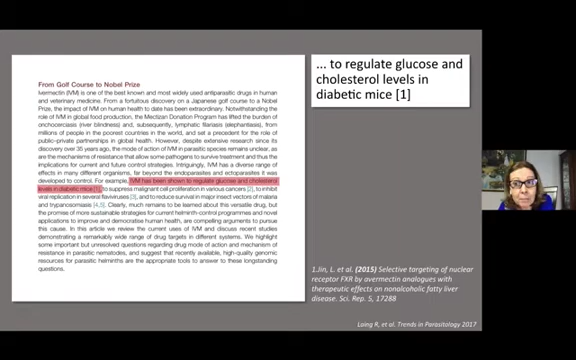 From Golf Course to Nobel Prize
Ivermectin (IVM) is one of the best known and most widely used antiparasitic drugs in human
and veterinary medicine. From a fortuitous discovery on a Japanese golf course to a Nobel
Prize, the impact of IVM on human health to date has been extraordinary. Notwithstanding the
role of IVM in global food production, the Mectizan Donation Program has lifted the burden of
onchocerciasis (river blindness) and, subsequently, lymphatic filariasis (elephantiasis), from
millions of people in the poorest countries in the world, and set a precedent for the role of
public-private partnerships in global health. However, despite extensive research since its
discovery over 35 years ago, the mode of action of IVM in parasitic species remains unclear, as
are the mechanisms of resistance that allow some pathogens to survive treatment and thus the
implications for current and future control strategies. Intriguingly, IVM has a diverse range of
effects in many different organisms, far beyond the endoparasites and ectoparasites it was
developed to control. For example, IVM has been shown to regulate glucose and cholesterol
levels in diabetic mice [1], to suppress malignant cell proliferation in various cancers [2], to inhibit
viral replication in several flaviviruses [3], and to reduce survival in major insect vectors of malaria
and trypanosomiasis [4,5]. Clearly, much remains to be learned about this versatile drug, but
the promise of more sustainable strategies for current helminth-control programmes and novel
applications to improve and democratise human health, are compelling arguments to pursue
this cause. In this article we review the current uses of IVM and discuss recent studies
demonstrating a remarkably wide range of drug targets in different systems. We highlight
some important but unresolved questions regarding drug mode of action and mechanism of
resistance in parasitic nematodes, and suggest that recently available, high-quality genomic
resources for parasitic helminths are the appropriate tools to answer to these longstanding
questions.
... to regulate glucose and
cholesterol levels in
diabetic mice [1]
1.Jin, L. et al. (2015) Selective targeting of nuclear
receptor FXR by avermectin analogues with
therapeutic effects on nonalcoholic fatty liver
disease. Sci. Rep. 5, 17288
Laing R, et al. Trends in Parasitology 2017